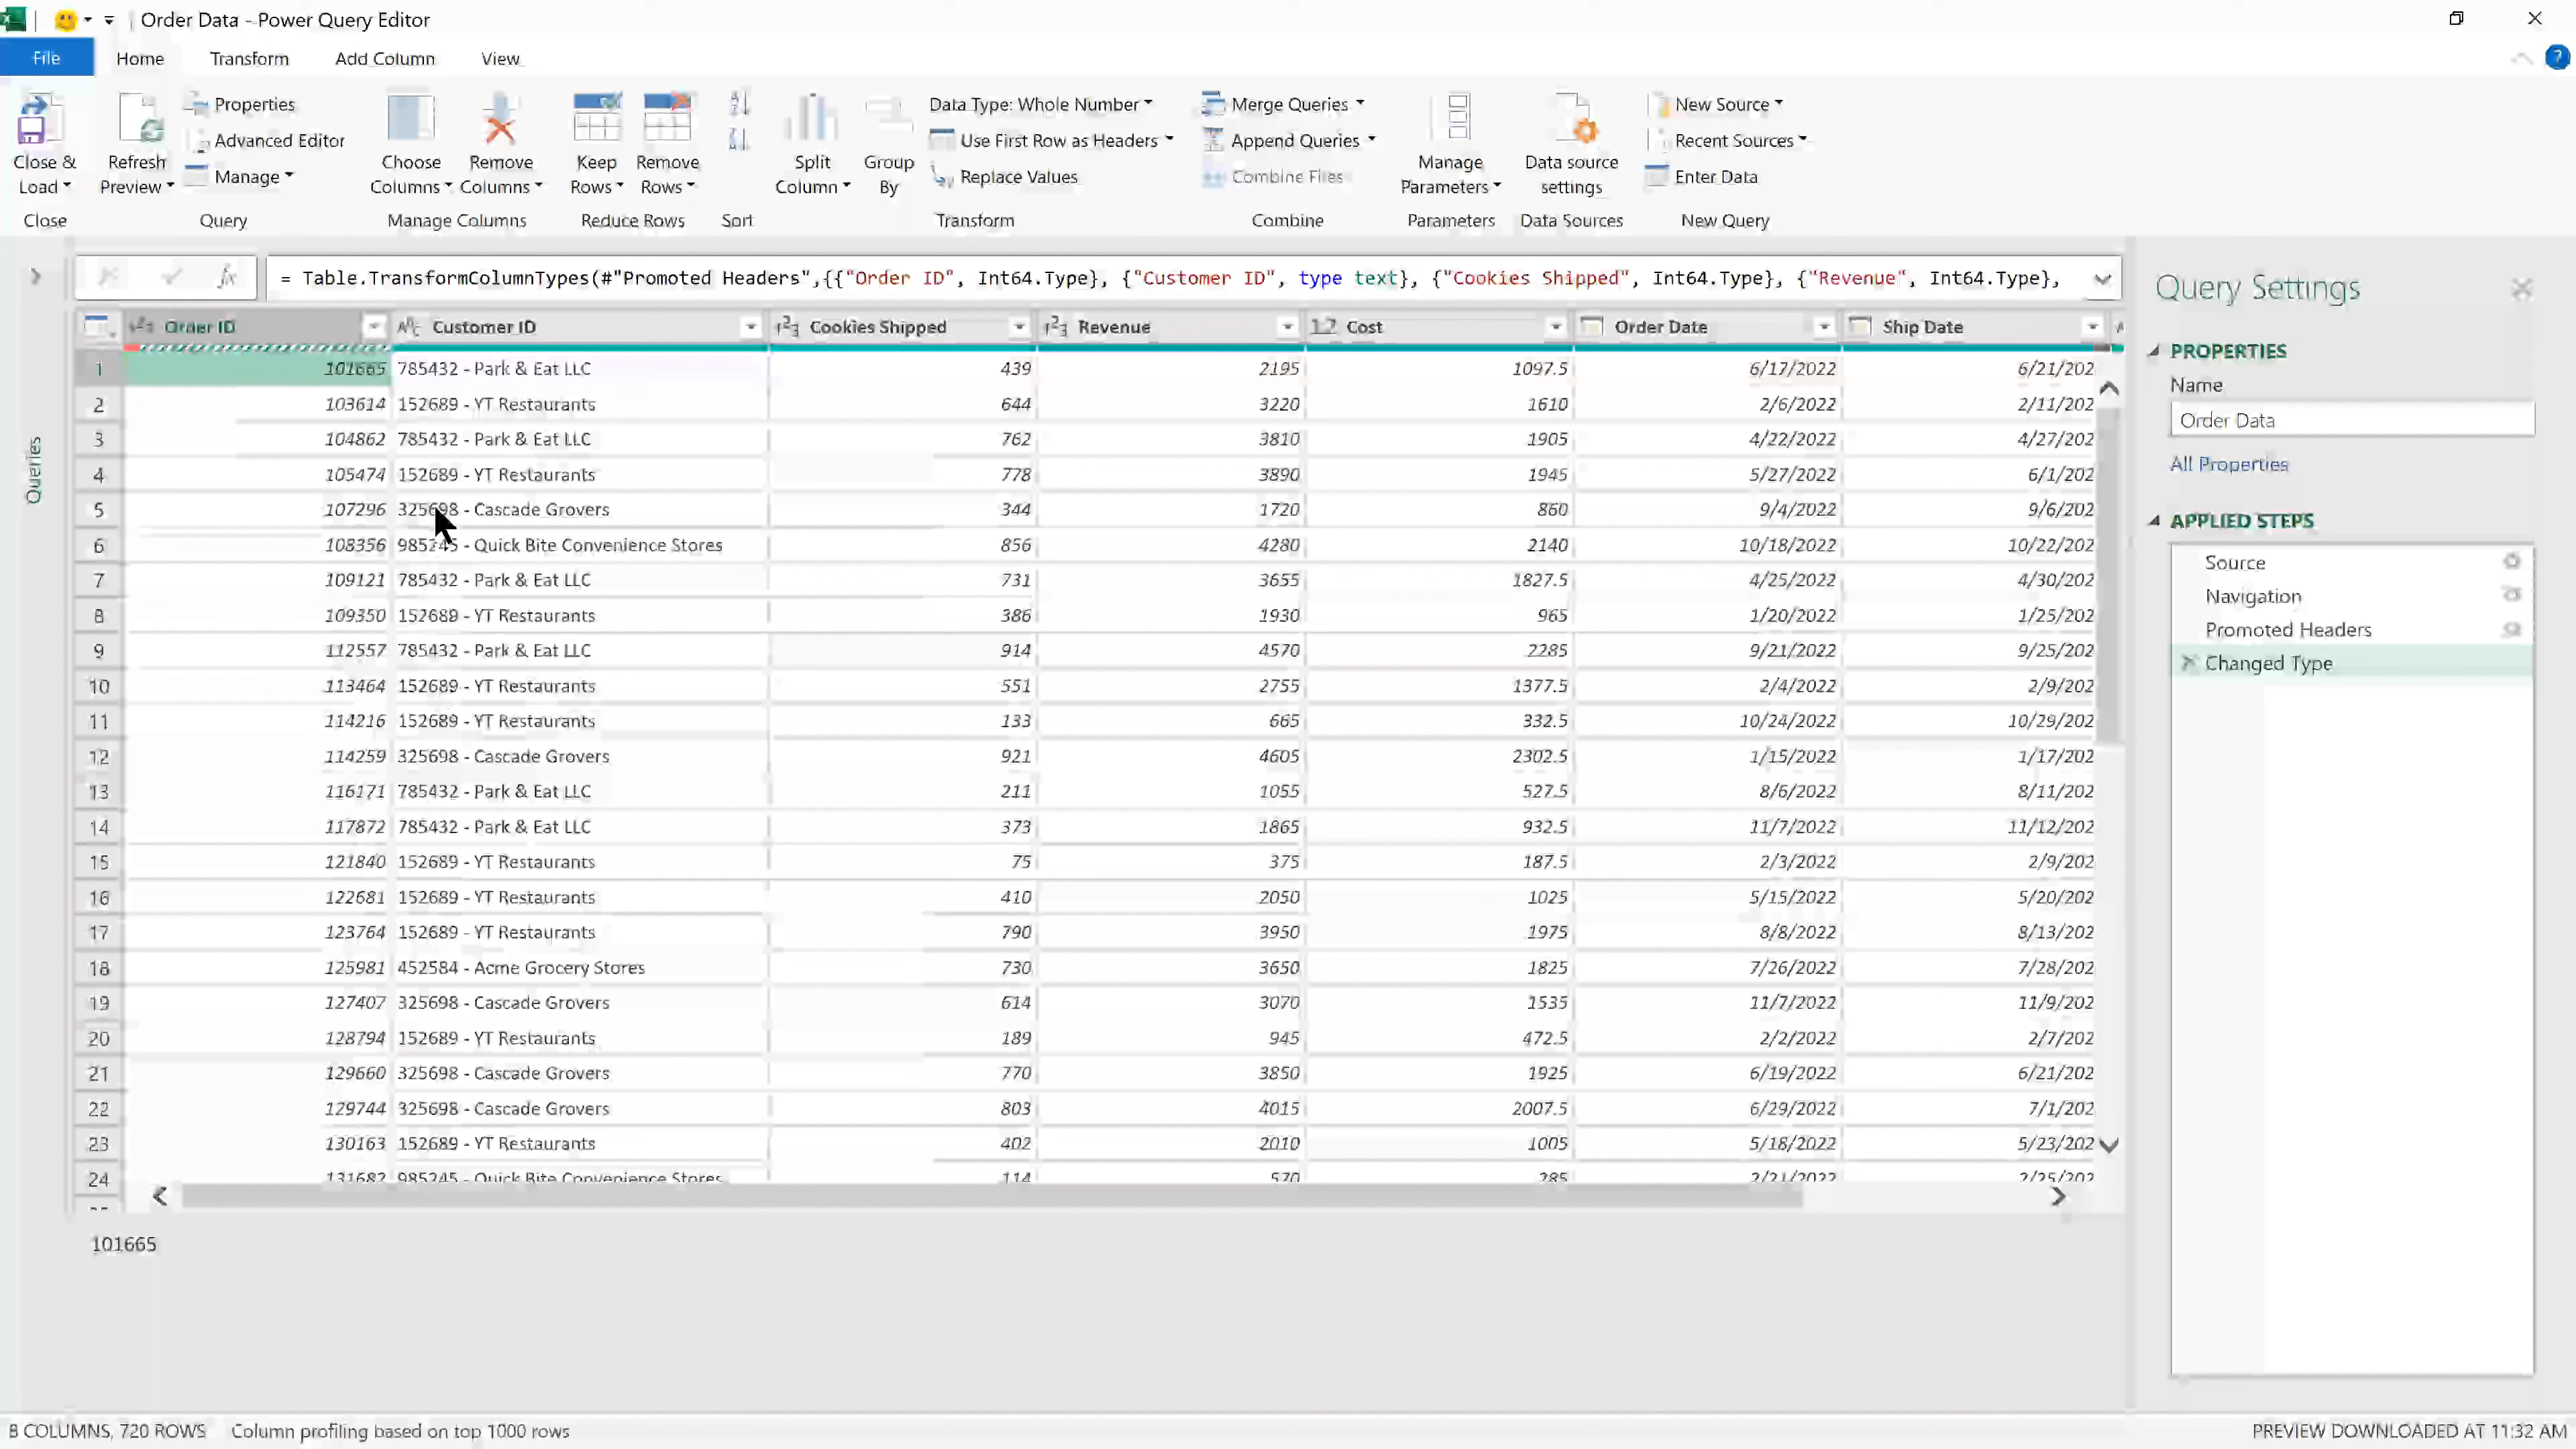 Order Data - Power Query Editor
File Home Transform Add Column View
Close & Load
Refresh Preview
Properties
Advanced Editor
Manage
Choose Columns
Remove Columns
Keep Rows
Remove Rows
Split Column
Group By
Data Type: Whole Number
Use First Row as Headers
Replace Values
Merge Queries
Append Queries
Combine Files
Manage Parameters
Data source settings
New Source
Recent Sources
Enter Data
Close Query Manage Columns Reduce Rows Sort Transform Combine Parameters Data Sources New Query
= Table.TransformColumnTypes(#"Promoted Headers",{{"Order ID", Int64.Type}, {"Customer ID", type text}, {"Cookies Shipped", Int64.Type}, {"Revenue", Int64.Type},
Queries
Order ID Customer ID Cookies Shipped Revenue Cost Order Date Ship Date
1 101665 785432 - Park & Eat LLC 439 2195 1097.5 6/17/2022 6/21/202
2 103614 152689 - YT Restaurants 644 3220 1610 2/6/2022 2/11/202
3 104862 785432 - Park & Eat LLC 762 3810 1905 4/22/2022 4/27/202
4 105474 152689 - YT Restaurants 778 3890 1945 5/27/2022 6/1/202
5 107296 325698 - Cascade Grovers 344 1720 860 9/4/2022 9/6/202
6 108356 985245 - Quick Bite Convenience Stores 856 4280 2140 10/18/2022 10/22/202
7 109121 785432 - Park & Eat LLC 731 3655 1827.5 4/25/2022 4/30/202
8 109350 152689 - YT Restaurants 386 1930 965 1/20/2022 1/25/202
9 112557 785432 - Park & Eat LLC 914 4570 2285 9/21/2022 9/25/202
10 113464 152689 - YT Restaurants 551 2755 1377.5 2/4/2022 2/9/202
11 114216 152689 - YT Restaurants 133 665 332.5 10/24/2022 10/29/202
12 114259 325698 - Cascade Grovers 921 4605 2302.5 1/15/2022 1/17/202
13 116171 785432 - Park & Eat LLC 211 1055 527.5 8/6/2022 8/11/202
14 117872 785432 - Park & Eat LLC 373 1865 932.5 11/7/2022 11/12/202
15 121840 152689 - YT Restaurants 75 375 187.5 2/3/2022 2/9/202
16 122681 152689 - YT Restaurants 410 2050 1025 5/15/2022 5/20/202
17 123764 152689 - YT Restaurants 790 3950 1975 8/8/2022 8/13/202
18 125981 452584 - Acme Grocery Stores 730 3650 1825 7/26/2022 7/28/202
19 127407 325698 - Cascade Grovers 614 3070 1535 11/7/2022 11/9/202
20 128794 152689 - YT Restaurants 189 945 472.5 2/2/2022 2/7/202
21 129660 325698 - Cascade Grovers 770 3850 1925 6/19/2022 6/21/202
22 129744 325698 - Cascade Grovers 803 4015 2007.5 6/29/2022 7/1/202
23 130163 152689 - YT Restaurants 402 2010 1005 5/18/2022 5/23/202
24 131682 985245 - Quick Bite Convenience Stores 114 570 285 2/21/2022 2/25/202
101665
Query Settings
PROPERTIES
Name
Order Data
All Properties
APPLIED STEPS
Source
Navigation
Promoted Headers
Changed Type
8 COLUMNS, 720 ROWS Column profiling based on top 1000 rows
PREVIEW DOWNLOADED AT 11:32 AM